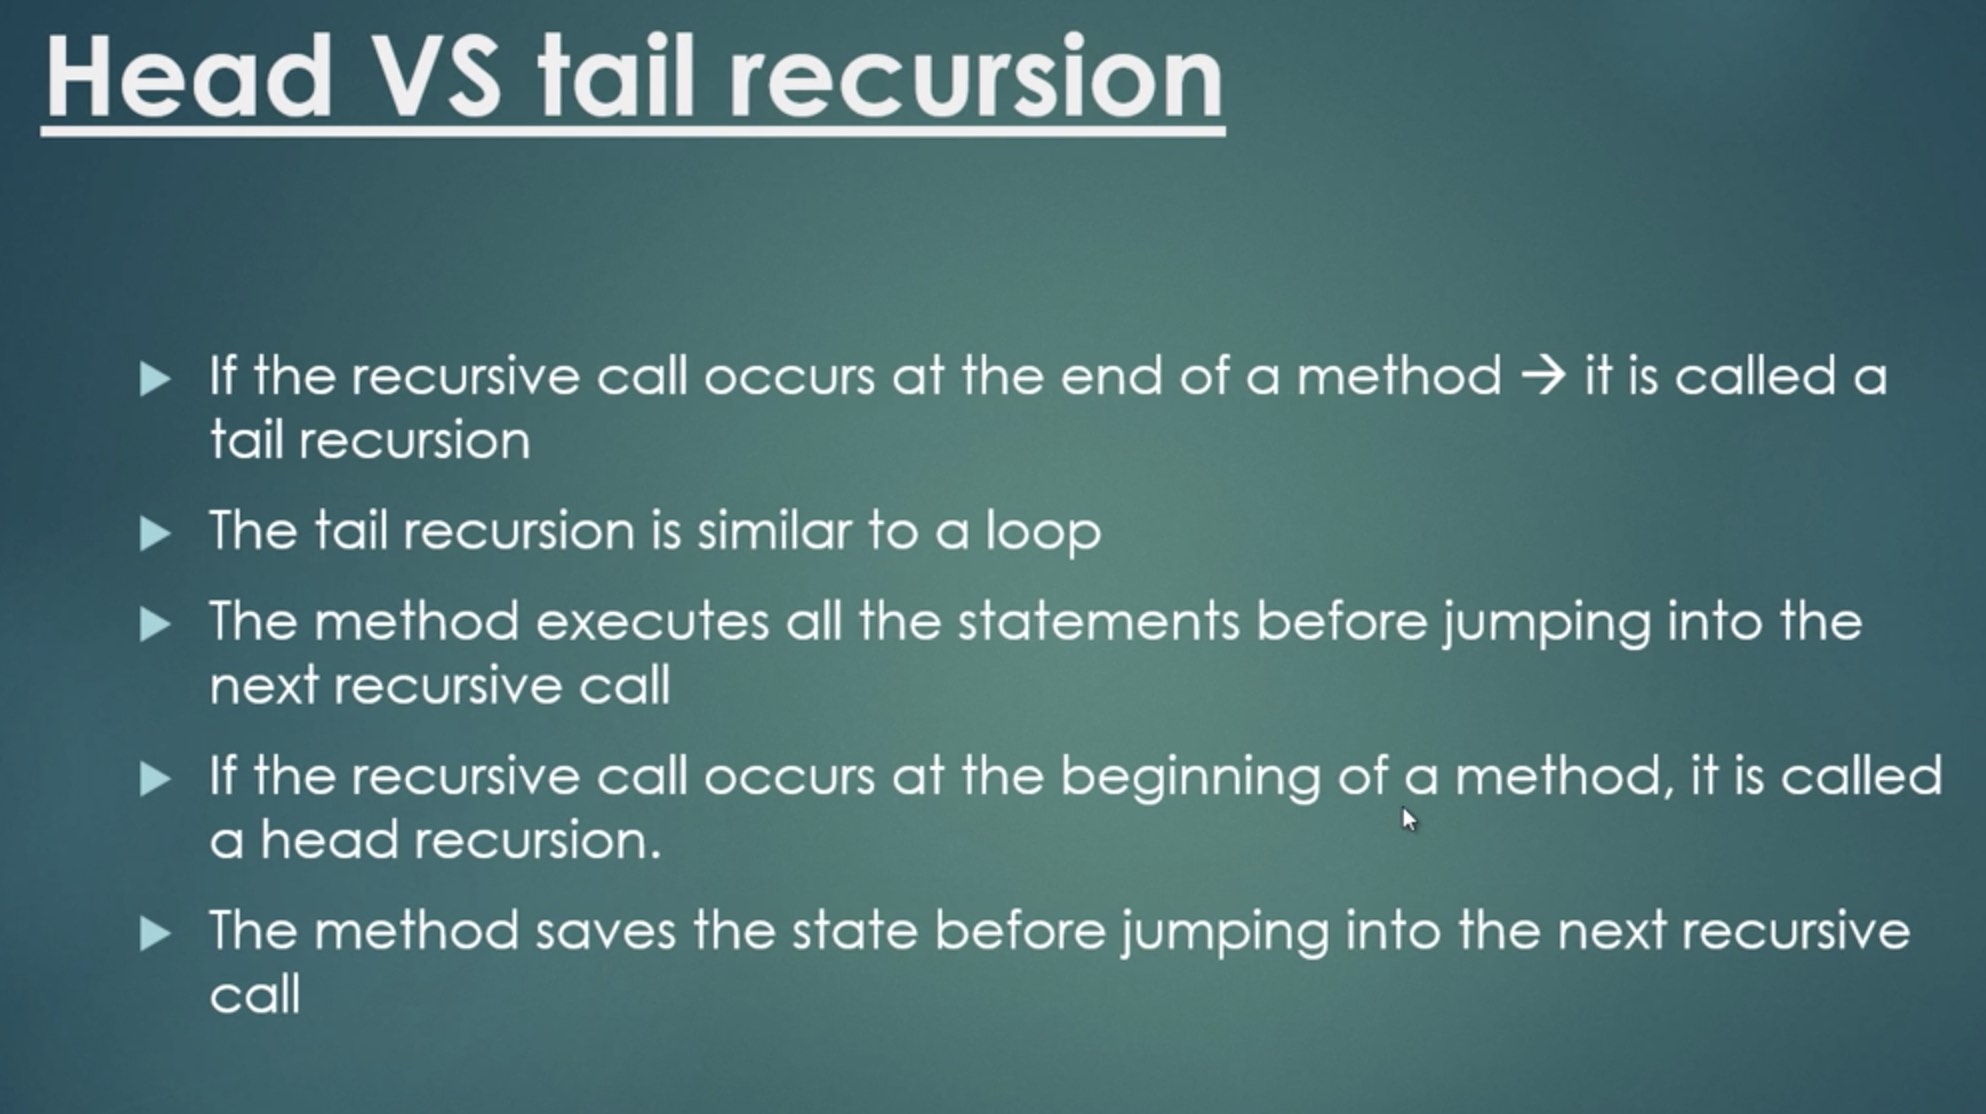 Head VS tail recursion
If the recursive call occurs at the end of a method → it is called a
tail recursion
The tail recursion is similar to a loop
The method executes all the statements before jumping into the
next recursive call
If the recursive call occurs at the beginning of a method, it is called
a head recursion.
The method saves the state before jumping into the next recursive
call